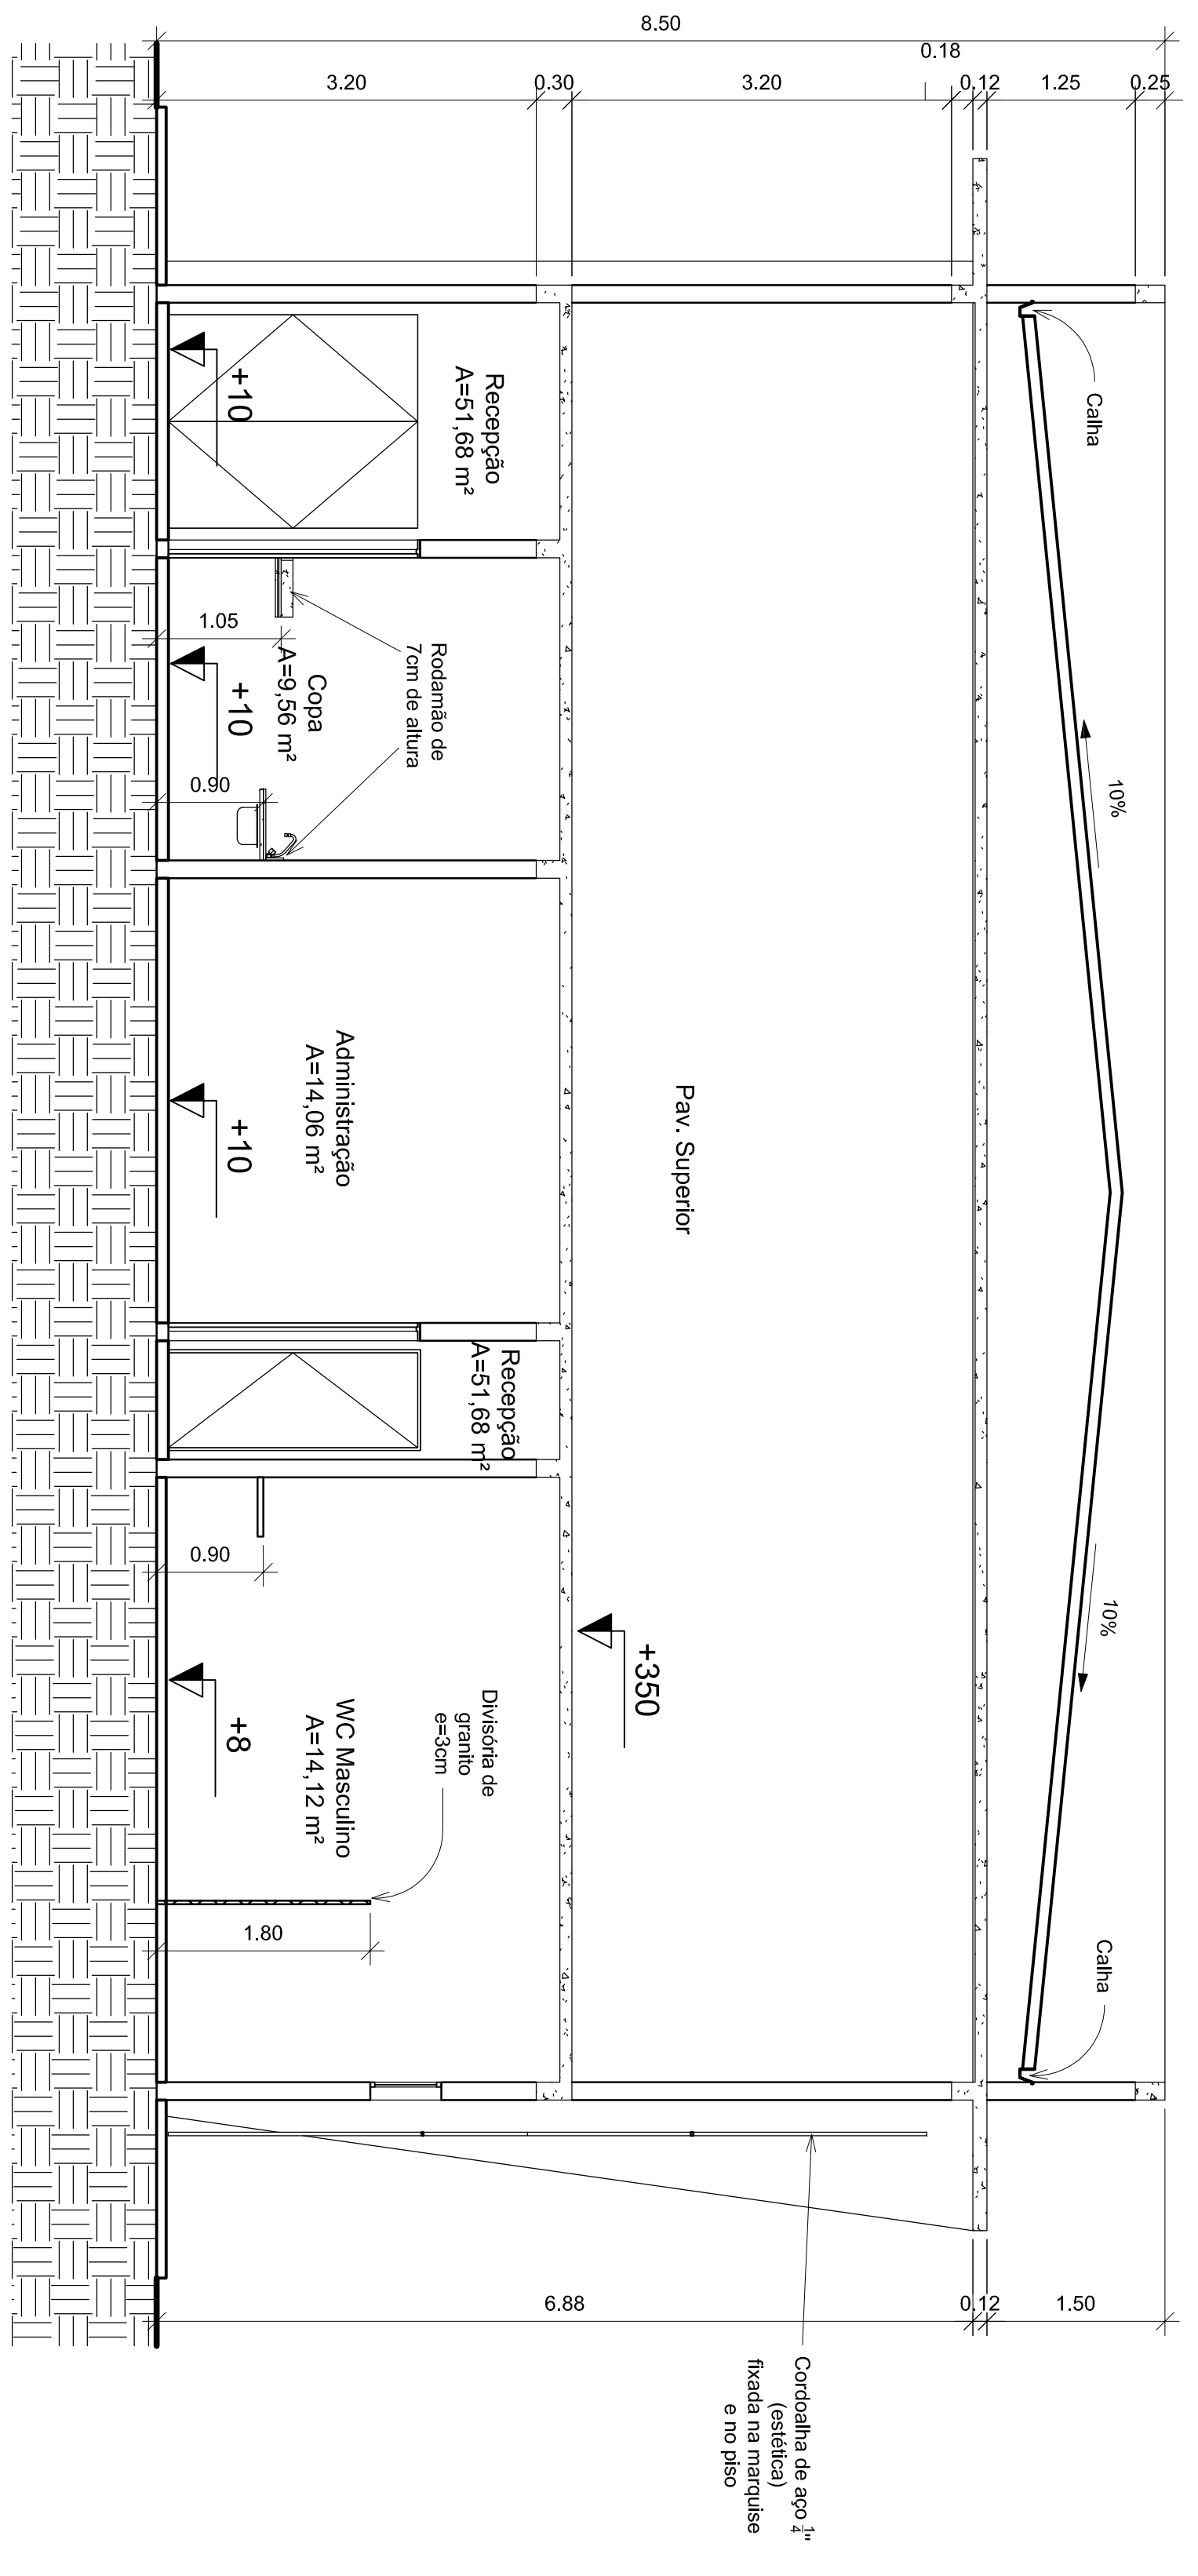 8.50
0.18
3.20
0.30
3.20
0.12
1.25
0.25
Calha
Recepção
A=51,68 m²
+10
Rodamão de
7cm de altura
1.05
Copa
A=9,56 m²
+10
0.90
10%
Administração
A=14,06 m²
+10
Pav. Superior
Recepção
A=51,68 m²
0.90
+350
10%
Divisória de
granito
e=3cm
WC Masculino
A=14,12 m²
+8
1.80
Calha
6.88
0.12
1.50
Cordoalha de aço 1/4"
(estética)
fixada na marquise
e no piso